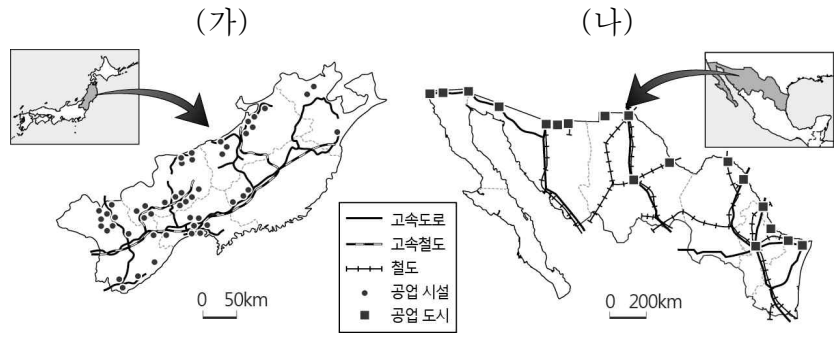 (가)
(나)
고속도로
고속철도
철도
공업 시설
공업 도시
0 50km
0 200km